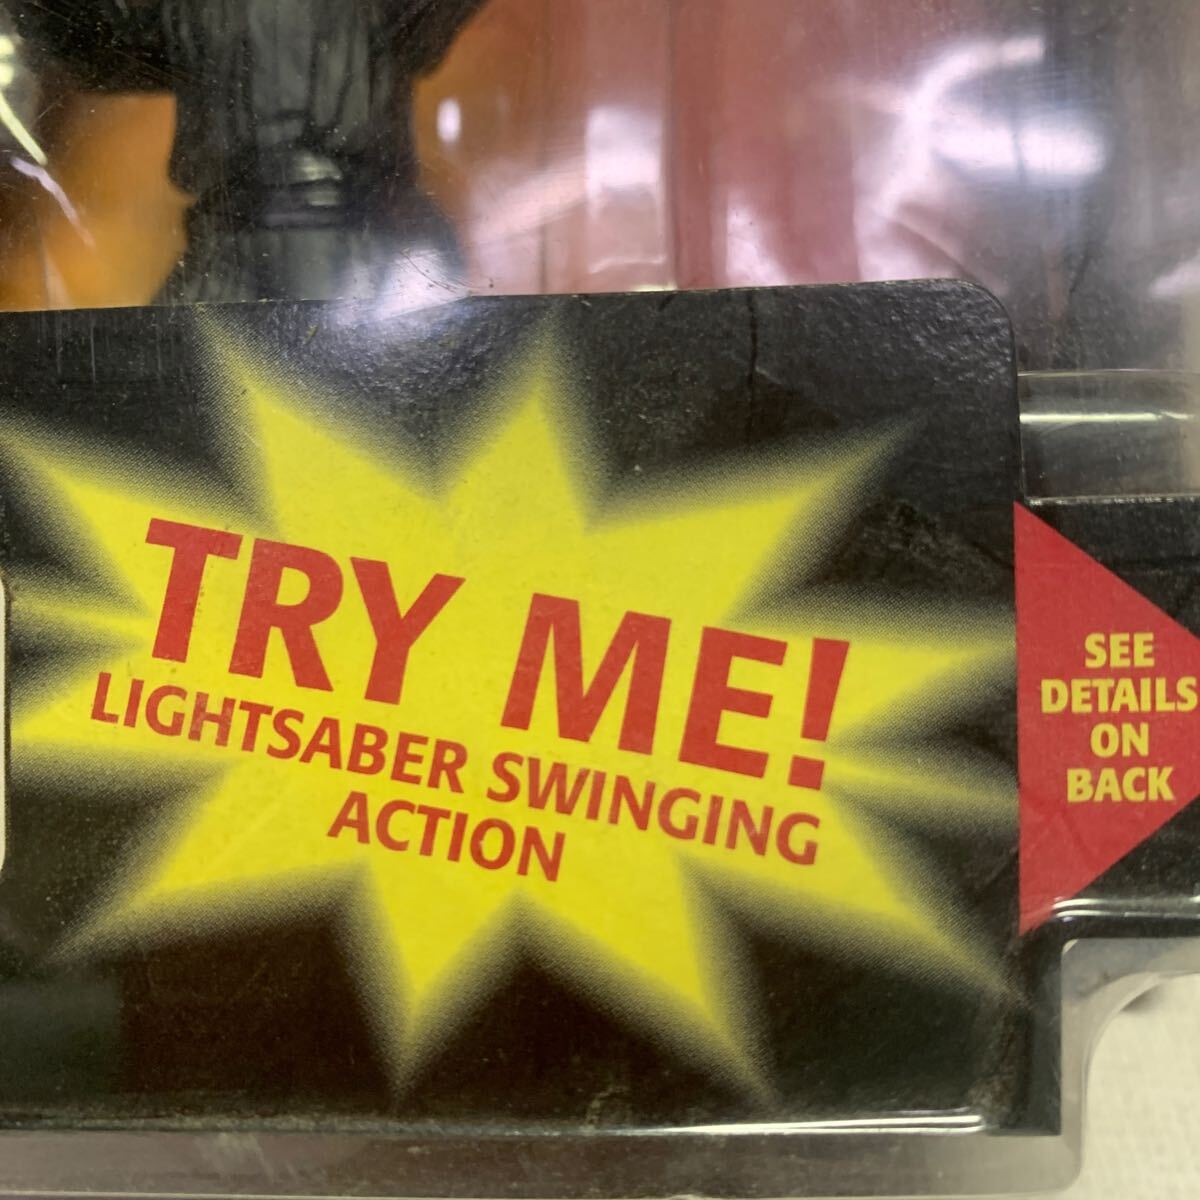 TRY ME!
LIGHTSABER SWINGING
ACTION
SEE
DETAILS
ON
BACK